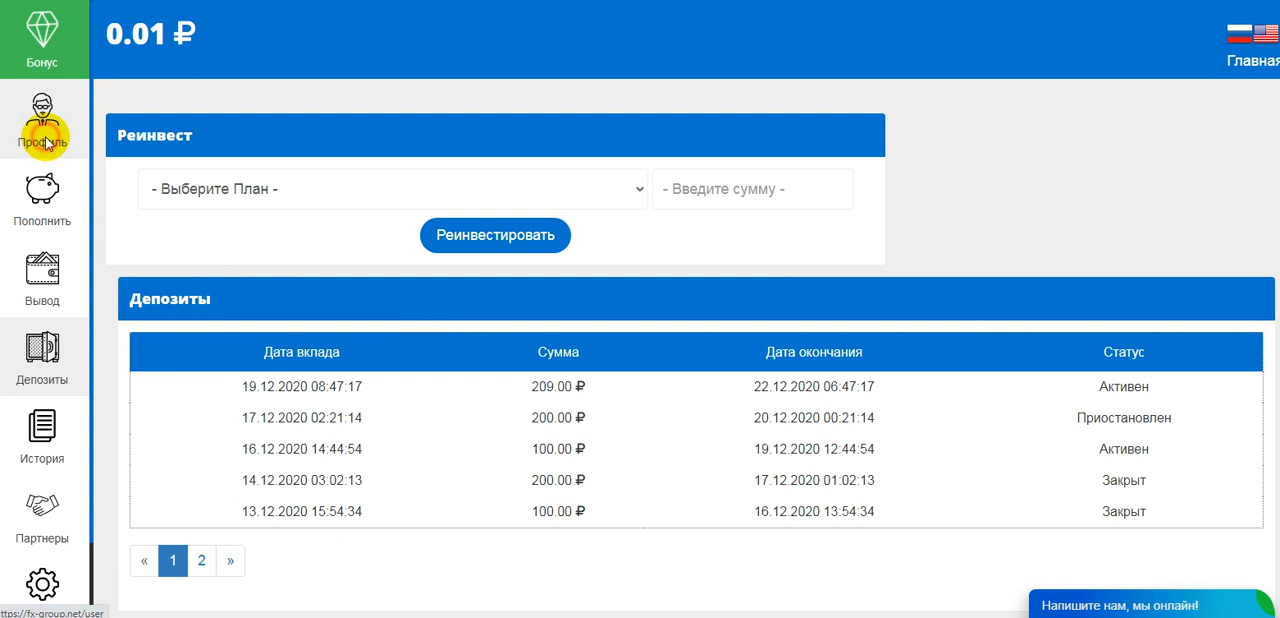 0.01 ₽
Бонус
Главная
Профиль
Реинвест
- Выберите План -
- Введите сумму -
Пополнить
Реинвестировать
Вывод
Депозиты
Дата вклада Сумма Дата окончания Статус
19.12.2020 08:47:17 209.00 ₽ 22.12.2020 06:47:17 Активен
Депозиты
17.12.2020 02:21:14 200.00 ₽ 20.12.2020 00:21:14 Приостановлен
16.12.2020 14:44:54 100.00 ₽ 19.12.2020 12:44:54 Активен
История
14.12.2020 03:02:13 200.00 ₽ 17.12.2020 01:02:13 Закрыт
13.12.2020 15:54:34 100.00 ₽ 16.12.2020 13:54:34 Закрыт
Партнеры
« 1 2 »
Напишите нам, мы онлайн!
ttps://fx-group.net/user